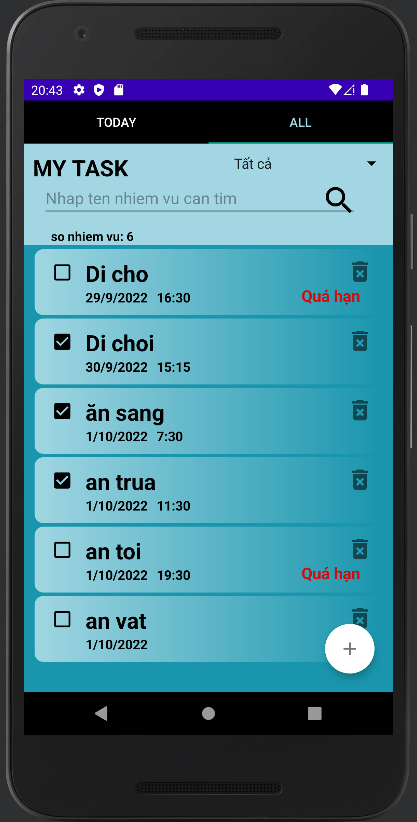 20:43
TODAY ALL
MY TASK Tất cả
Nhap ten nhiem vu can tim
so nhiem vu: 6
Di cho
29/9/2022 16:30 Quá hạn
Di choi
30/9/2022 15:15
ăn sang
1/10/2022 7:30
an trua
1/10/2022 11:30
an toi
1/10/2022 19:30 Quá hạn
an vat
1/10/2022